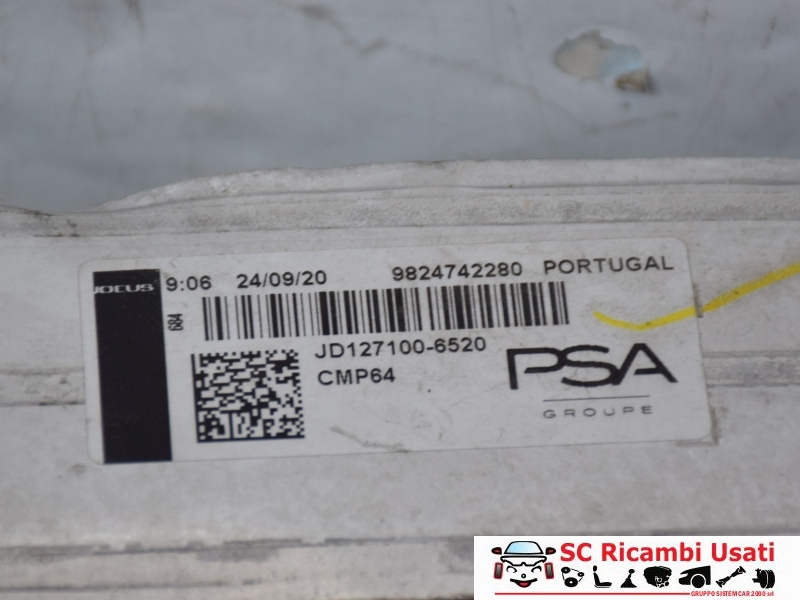 JOCUS 9:06 24/09/20 9824742280 PORTUGAL
684
JD127100-6520
CMP64
PSA
GROUPE
SC Ricambi Usati
GRUPPO SISTEMCAR 2000 srl